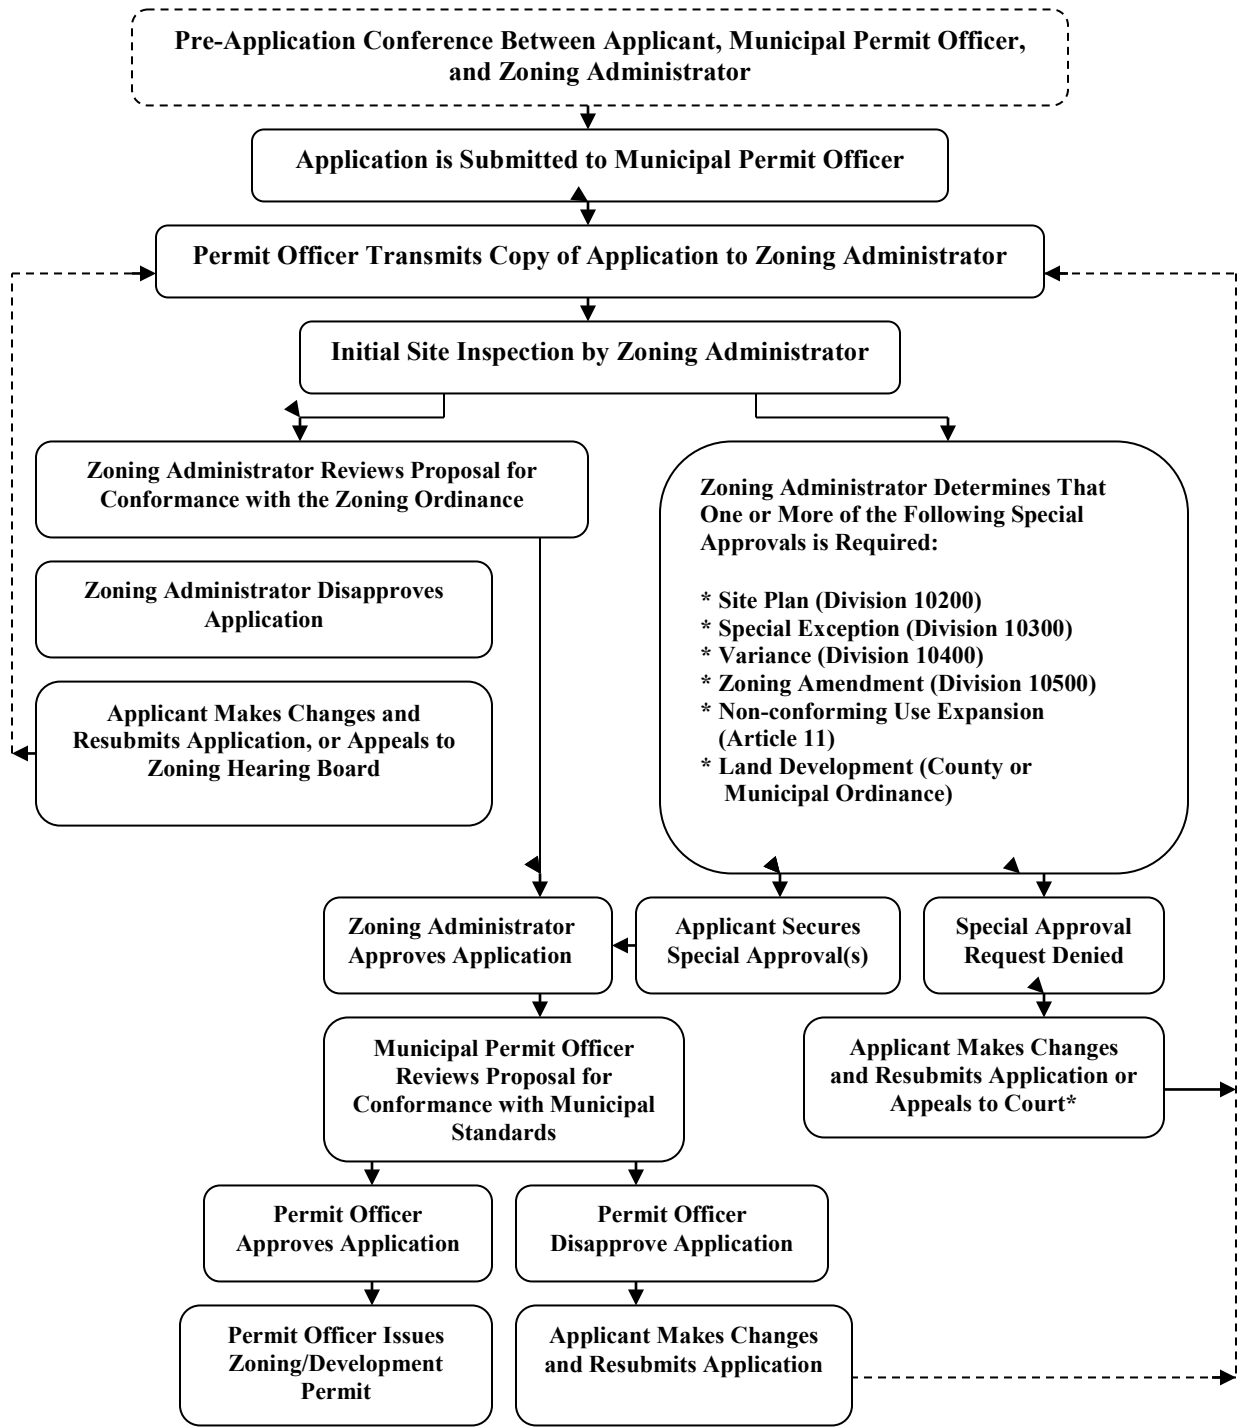 Pre-Application Conference Between Applicant, Municipal Permit Officer,
and Zoning Administrator
Application is Submitted to Municipal Permit Officer
Permit Officer Transmits Copy of Application to Zoning Administrator
Initial Site Inspection by Zoning Administrator
Zoning Administrator Reviews Proposal for
Conformance with the Zoning Ordinance
Zoning Administrator Disapproves
Application
Applicant Makes Changes and
Resubmits Application, or Appeals to
Zoning Hearing Board
Zoning Administrator Determines That
One or More of the Following Special
Approvals is Required:
* Site Plan (Division 10200)
* Special Exception (Division 10300)
* Variance (Division 10400)
* Zoning Amendment (Division 10500)
* Non-conforming Use Expansion
(Article 11)
* Land Development (County or
Municipal Ordinance)
Zoning Administrator
Approves Application
Applicant Secures
Special Approval(s)
Special Approval
Request Denied
Municipal Permit Officer
Reviews Proposal for
Conformance with Municipal
Standards
Applicant Makes Changes
and Resubmits Application or
Appeals to Court*
Permit Officer
Approves Application
Permit Officer
Disapprove Application
Permit Officer Issues
Zoning/Development
Permit
Applicant Makes Changes
and Resubmits Application